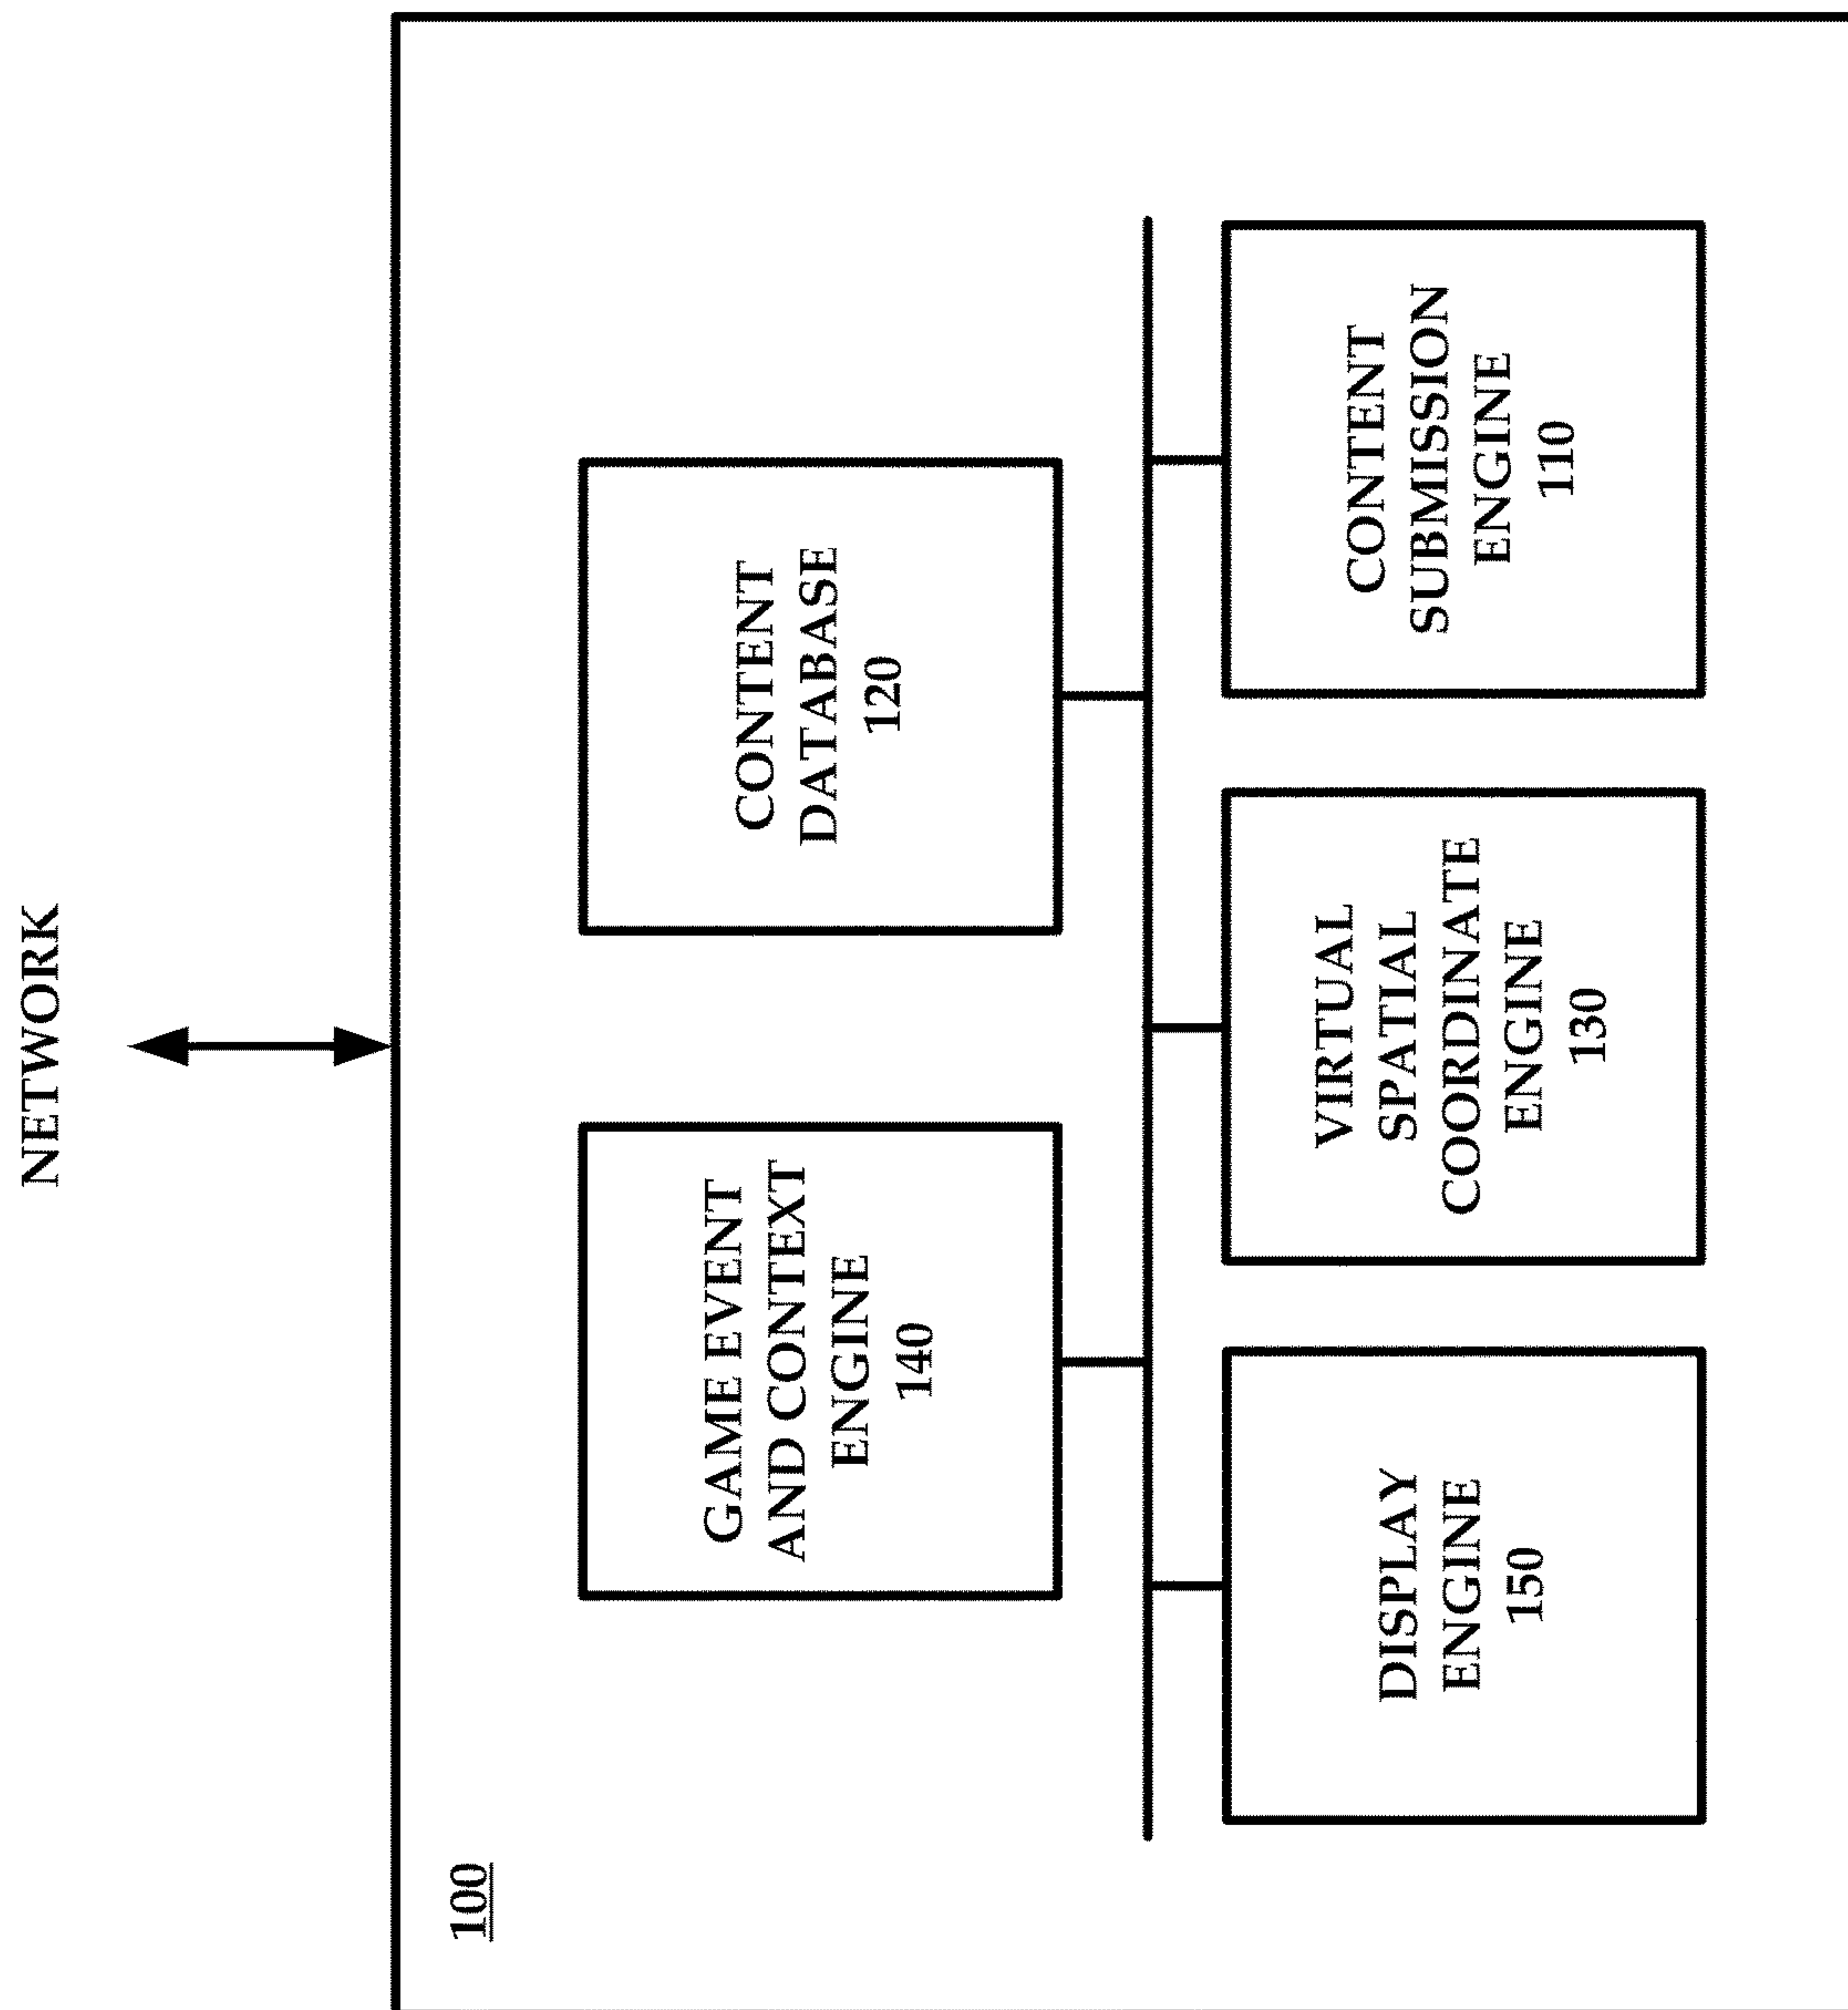 NETWORK
100
GAME EVENT
AND CONTEXT
ENGINE
140
CONTENT
DATABASE
120
DISPLAY
ENGINE
150
VIRTUAL
SPATIAL
COORDINATE
ENGINE
130
CONTENT
SUBMISSION
ENGINE
110